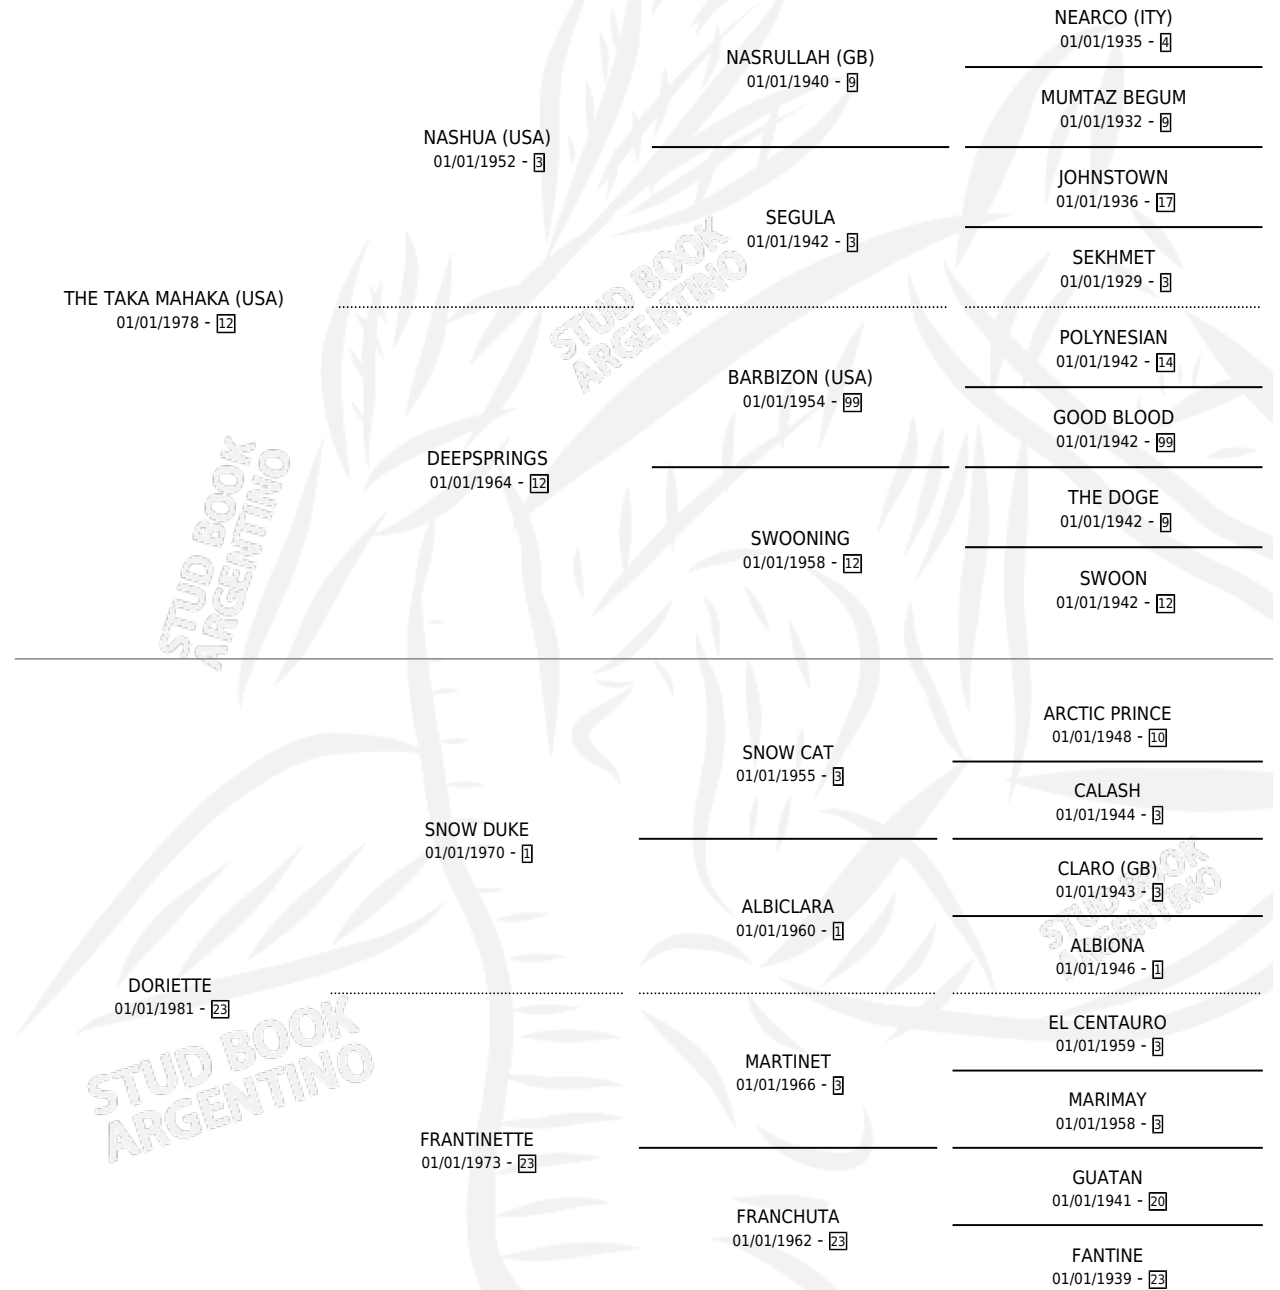 NEARCO (ITY)
01/01/1935 - 4
NASRULLAH (GB)
01/01/1940 - 9
MUMTAZ BEGUM
01/01/1932 - 9
NASHUA (USA)
01/01/1952 - 3
JOHNSTOWN
01/01/1936 - 17
SEGULA
01/01/1942 - 3
SEKHMET
01/01/1929 - 3
THE TAKA MAHAKA (USA)
01/01/1978 - 12
STUD BOOK
ARGENTINO
POLYNESIAN
01/01/1942 - 14
BARBIZON (USA)
01/01/1954 - 99
GOOD BLOOD
01/01/1942 - 99
DEEPSPRINGS
01/01/1964 - 12
THE DOGE
01/01/1942 - 9
SWOONING
01/01/1958 - 12
SWOON
01/01/1942 - 12
STUD BOOK
ARGENTINO
ARCTIC PRINCE
01/01/1948 - 10
SNOW CAT
01/01/1955 - 3
CALASH
01/01/1944 - 3
SNOW DUKE
01/01/1970 - 1
CLARO (GB)
01/01/1943 - 3
STUD BOOK
ARGENTINO
ALBICLARA
01/01/1960 - 1
ALBIONA
01/01/1946 - 1
DORIETTE
01/01/1981 - 23
STUD BOOK
ARGENTINO
EL CENTAURO
01/01/1959 - 3
MARTINET
01/01/1966 - 3
MARIMAY
01/01/1958 - 3
FRANTINETTE
01/01/1973 - 23
GUATAN
01/01/1941 - 20
FRANCHUTA
01/01/1962 - 23
FANTINE
01/01/1939 - 23